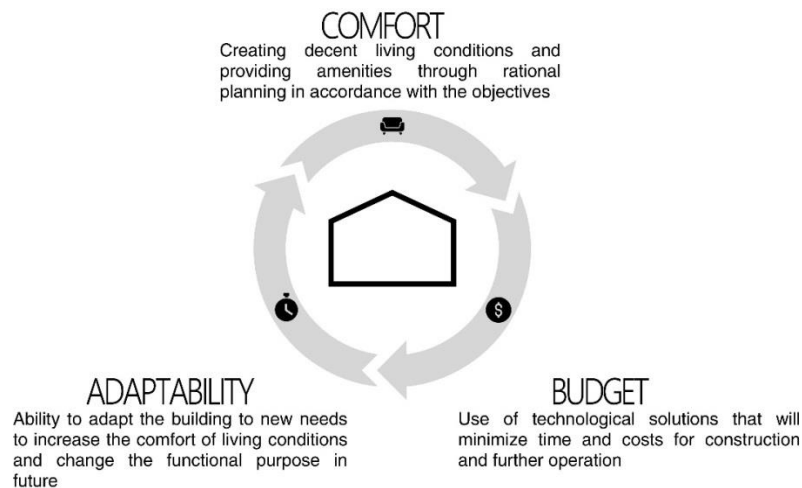 COMFORT
Creating decent living conditions and
providing amenities through rational
planning in accordance with the objectives
$
ADAPTABILITY
Ability to adapt the building to new needs
to increase the comfort of living conditions
and change the functional purpose in
future
BUDGET
Use of technological solutions that will
minimize time and costs for construction
and further operation